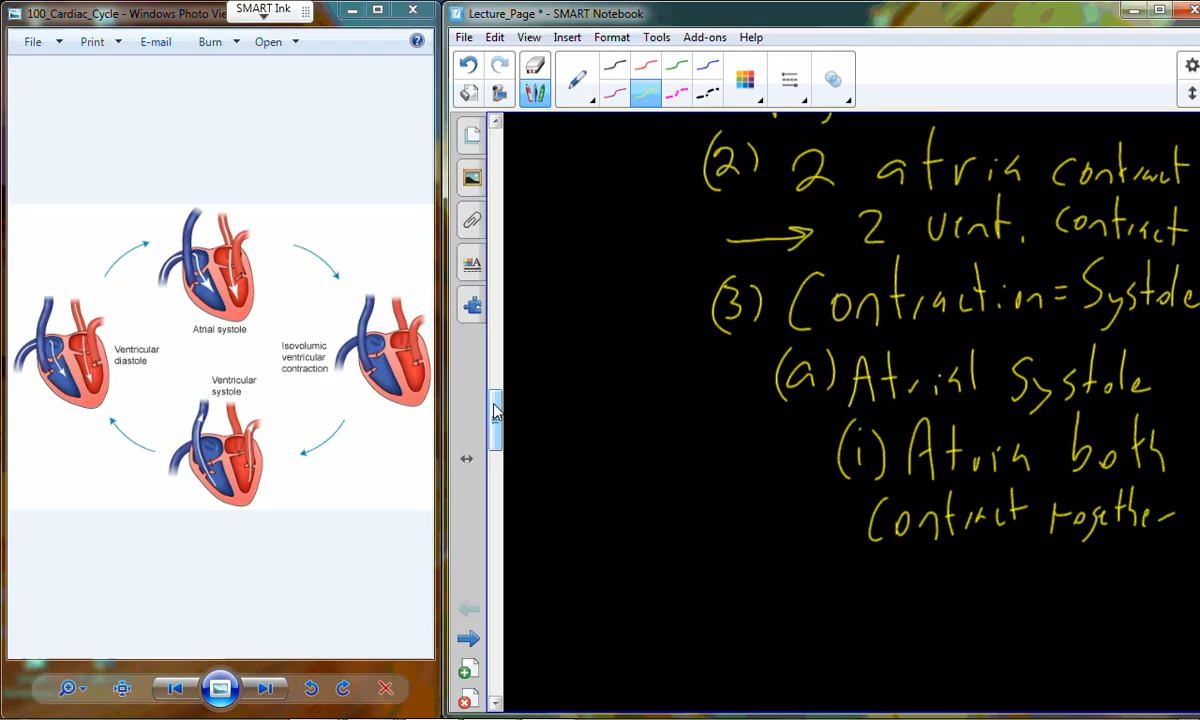 100_Cardiac_Cycle - Windows Photo Vie
SMART Ink
File Print E-mail Burn Open
Atrial systole
Ventricular
diastole
Isovolumic
ventricular
contraction
Ventricular
systole
Lecture_Page * - SMART Notebook
File Edit View Insert Format Tools Add-ons Help
(2) 2 atria contract
→ 2 vent. contract
(3) Contraction = Systole
(a) Atrial Systole
(i) Atria both
contract together